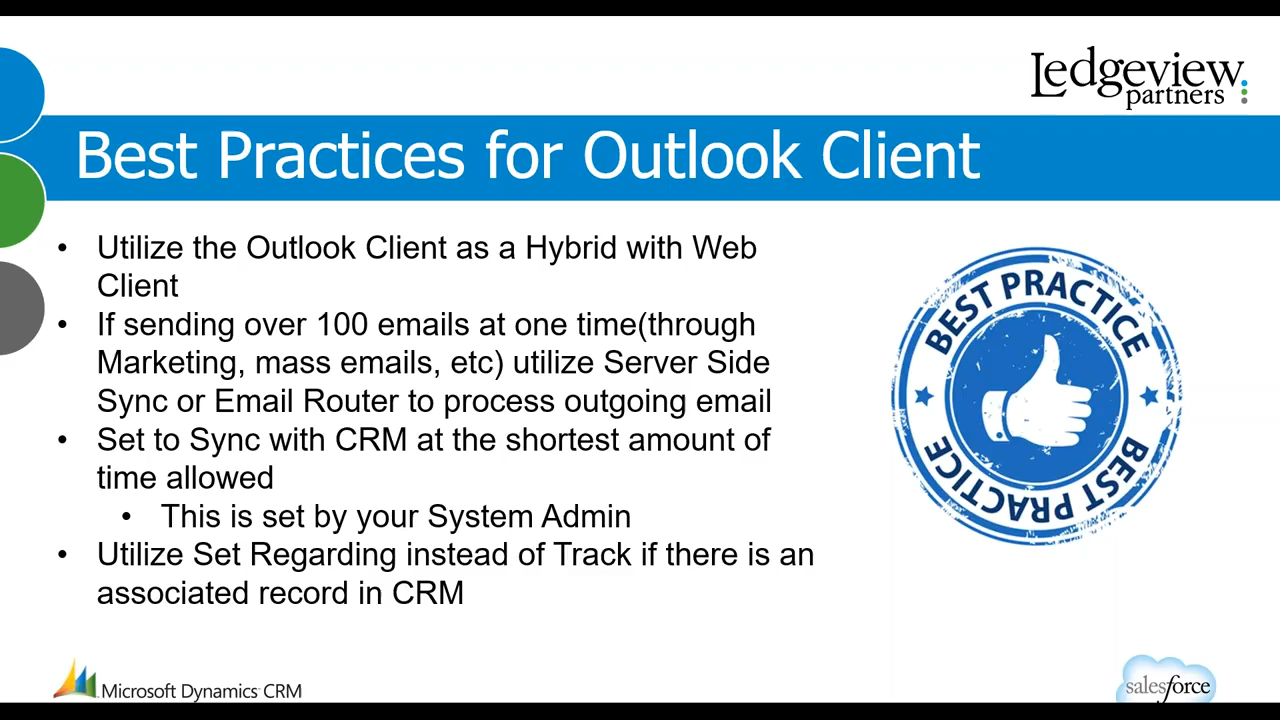 Ledgeview
partners
Best Practices for Outlook Client
• Utilize the Outlook Client as a Hybrid with Web
Client
• If sending over 100 emails at one time(through
Marketing, mass emails, etc) utilize Server Side
Sync or Email Router to process outgoing email
• Set to Sync with CRM at the shortest amount of
time allowed
• This is set by your System Admin
• Utilize Set Regarding instead of Track if there is an
associated record in CRM
BEST PRACTICE
BEST PRACTICE
Microsoft Dynamics CRM
salesforce